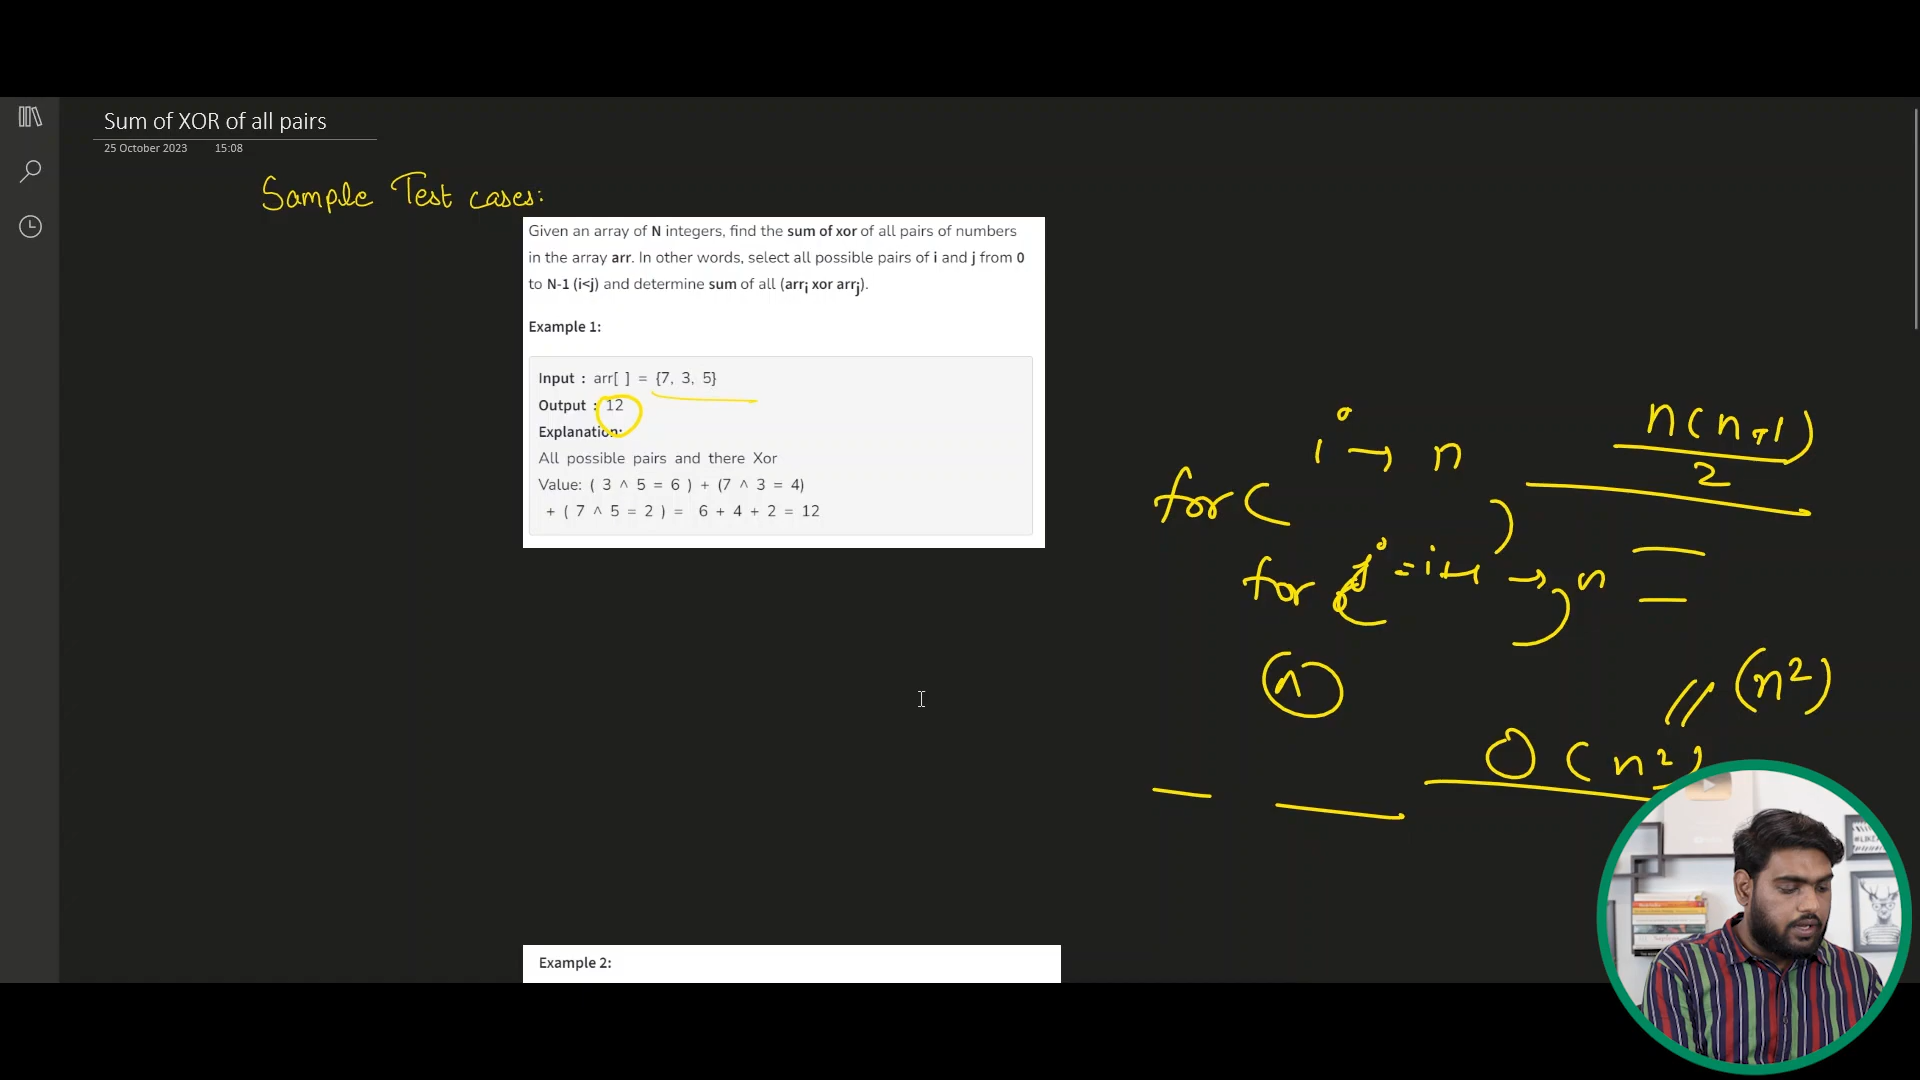 Sum of XOR of all pairs
25 October 2023 15:08
Sample Test cases:
Given an array of N integers, find the sum of xor of all pairs of numbers
in the array arr. In other words, select all possible pairs of i and j from 0
to N-1 (i<j) and determine sum of all (arri xor arrj).
Example 1:
Input : arr[ ] = {7, 3, 5}
Output : 12
Explanation:
All possible pairs and there Xor
Value: ( 3 ^ 5 = 6 ) + (7 ^ 3 = 4)
+ ( 7 ^ 5 = 2 ) = 6 + 4 + 2 = 12
i → n
n(n+1)
2
for ( )
for ( j = i+1 → n )
n
// (n²)
O(n²)
Example 2: